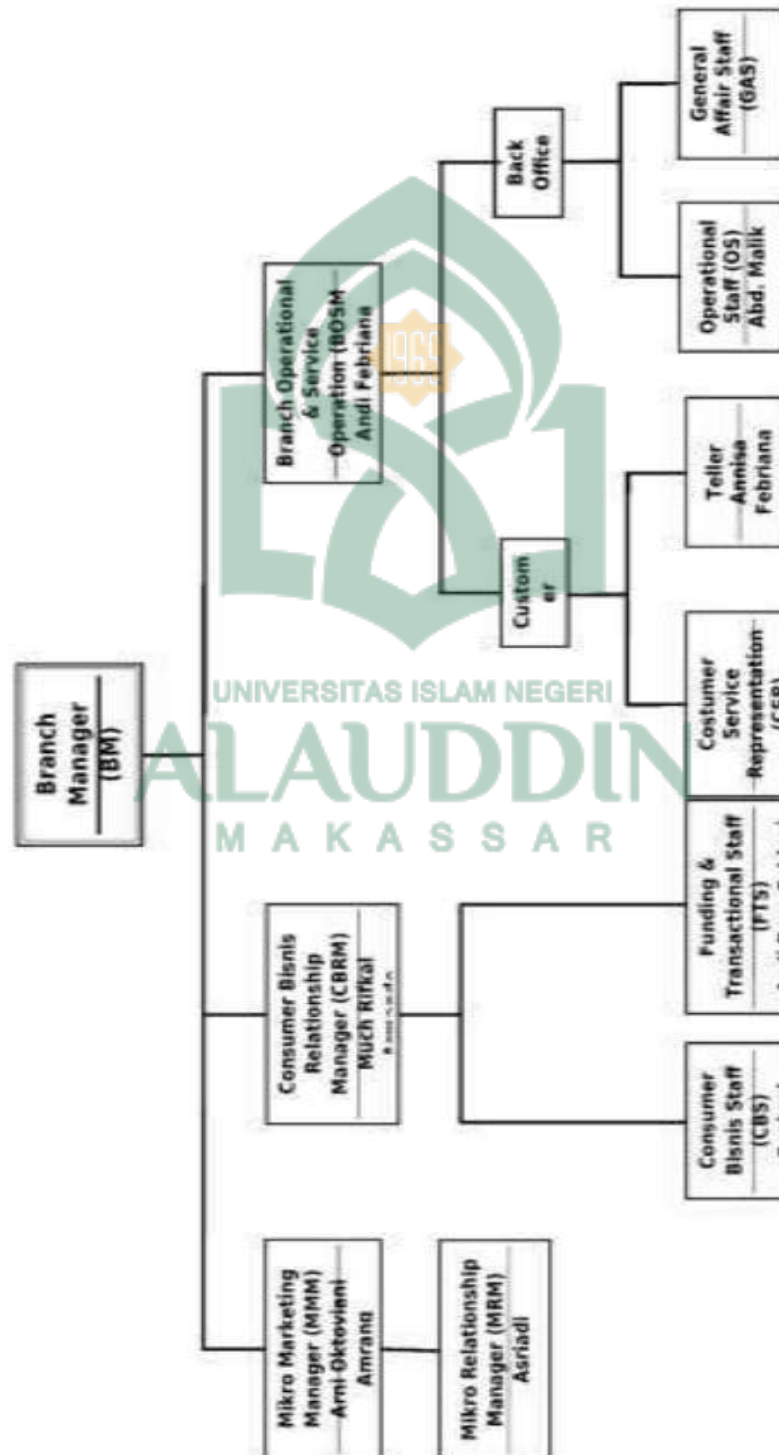 Branch
Manager
(BM)
Mikro Marketing
Manager (MMM)
Arni Oktoviani
Amrang
Consumer Bisnis
Relationship
Manager (CBRM)
Much Rifkal
Branch Operational
& Service
Operation (BOSM
Andi Febriana
Mikro Relationship
Manager (MRM)
Asriadi
Custom
er
Back
Office
Consumer
Bisnis Staff
(CBS)
Funding &
Transactional Staff
(FTS)
Costumer
Service
Representation
(CSR)
Teller
Annisa
Febriana
Operational
Staff (OS)
Abd. Malik
General
Affair Staff
(GAS)
1969
UNIVERSITAS ISLAM NEGERI
ALAUDDIN
MAKASSAR